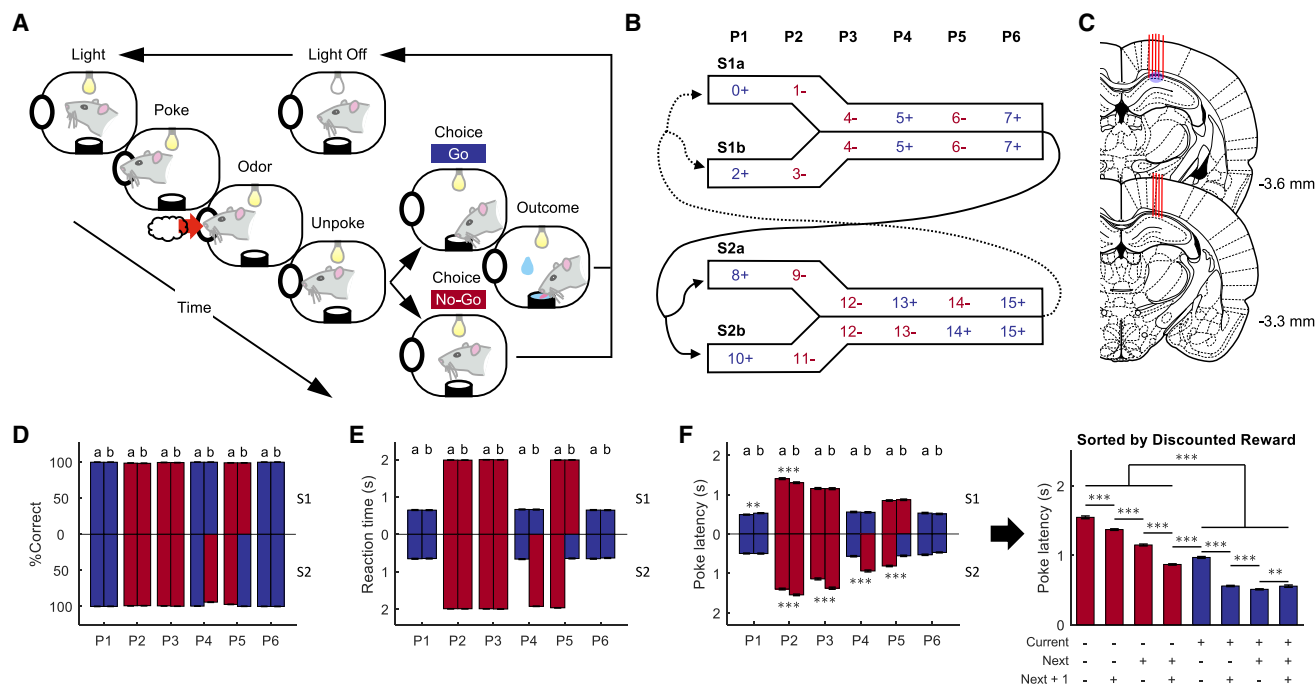 A
Light
Light Off
Poke
Odor
Unpoke
Choice
Go
Outcome
Choice
No-Go
Time
B
P1 P2 P3 P4 P5 P6
S1a
0+ 1-
4- 5+ 6- 7+
S1b
4- 5+ 6- 7+
2+ 3-
S2a
8+ 9-
12- 13+ 14- 15+
S2b
12- 13- 14+ 15+
10+ 11-
C
-3.6 mm
-3.3 mm
D
a b a b a b a b a b a b
%Correct
100
50
0
50
100
S1
S2
P1 P2 P3 P4 P5 P6
E
a b a b a b a b a b a b
Reaction time (s)
2
1
0
1
2
S1
S2
P1 P2 P3 P4 P5 P6
F
a b a b a b a b a b a b
Poke latency (s)
2
1
0
1
2
** ***
*** *** *** ***
S1
S2
P1 P2 P3 P4 P5 P6
Sorted by Discounted Reward
Poke latency (s)
2
1
0
***
*** *** *** *** *** *** **
Current - - - - + + + +
Next - - + + - - + +
Next + 1 - + - + - + - +